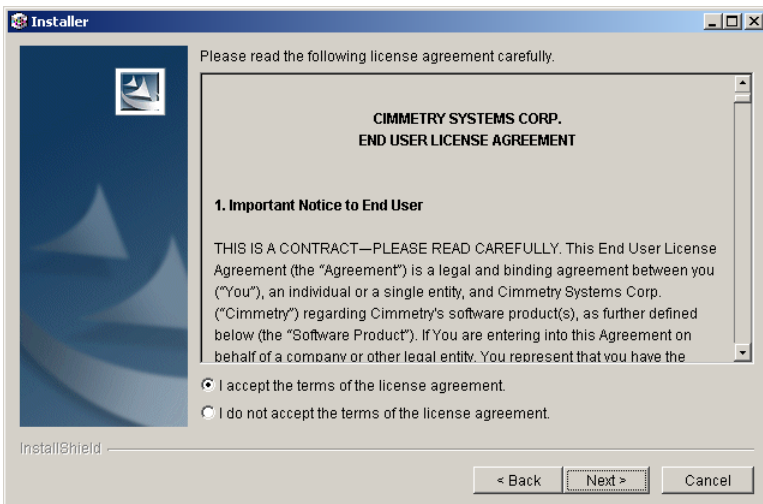 Installer
Please read the following license agreement carefully.
CIMMETRY SYSTEMS CORP.
END USER LICENSE AGREEMENT
1. Important Notice to End User
THIS IS A CONTRACT—PLEASE READ CAREFULLY. This End User License
Agreement (the “Agreement”) is a legal and binding agreement between you
(“You”), an individual or a single entity, and Cimmetry Systems Corp.
(“Cimmetry”) regarding Cimmetry's software product(s), as further defined
below (the “Software Product”). If You are entering into this Agreement on
behalf of a company or other legal entity, You represent that you have the
I accept the terms of the license agreement.
I do not accept the terms of the license agreement.
InstallShield
< Back
Next >
Cancel